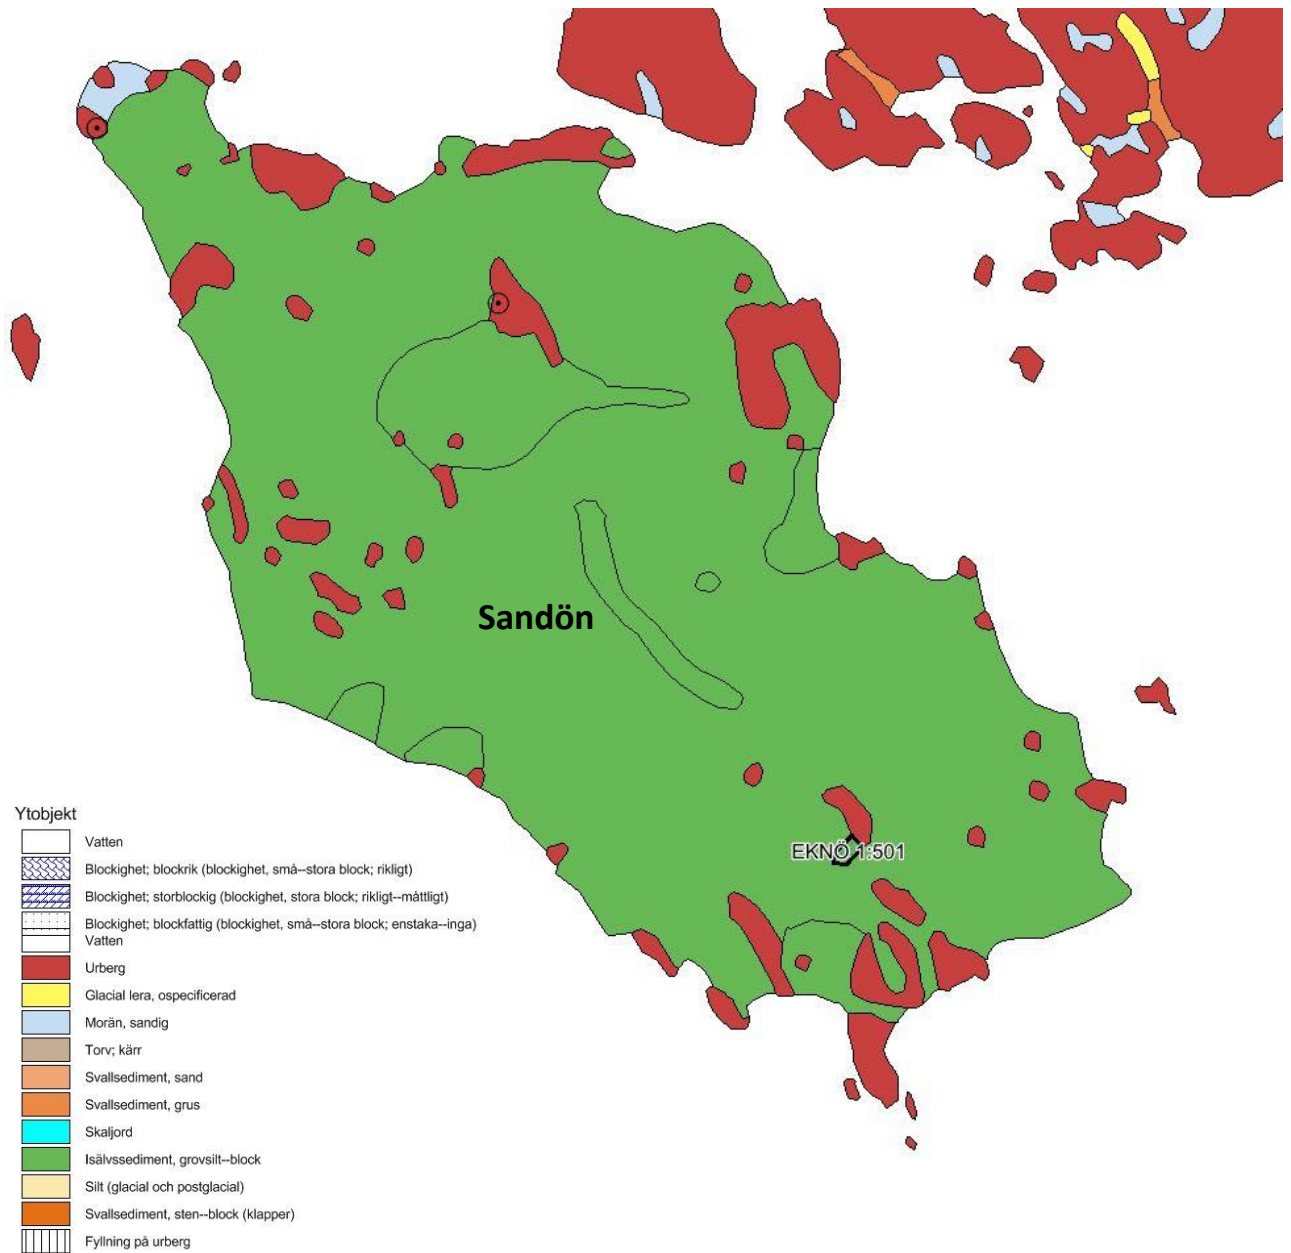 Sandön
EKNÖ 1:501
Ytobjekt
Vatten
Blockighet; blockrik (blockighet, små--stora block; rikligt)
Blockighet; storblockig (blockighet, stora block; rikligt--måttligt)
Blockighet; blockfattig (blockighet, små--stora block; enstaka--inga)
Vatten
Urberg
Glacial lera, ospecificerad
Morän, sandig
Torv; kärr
Svallsediment, sand
Svallsediment, grus
Skaljord
Isälvssediment, grovsilt--block
Silt (glacial och postglacial)
Svallsediment, sten--block (klapper)
Fyllning på urberg